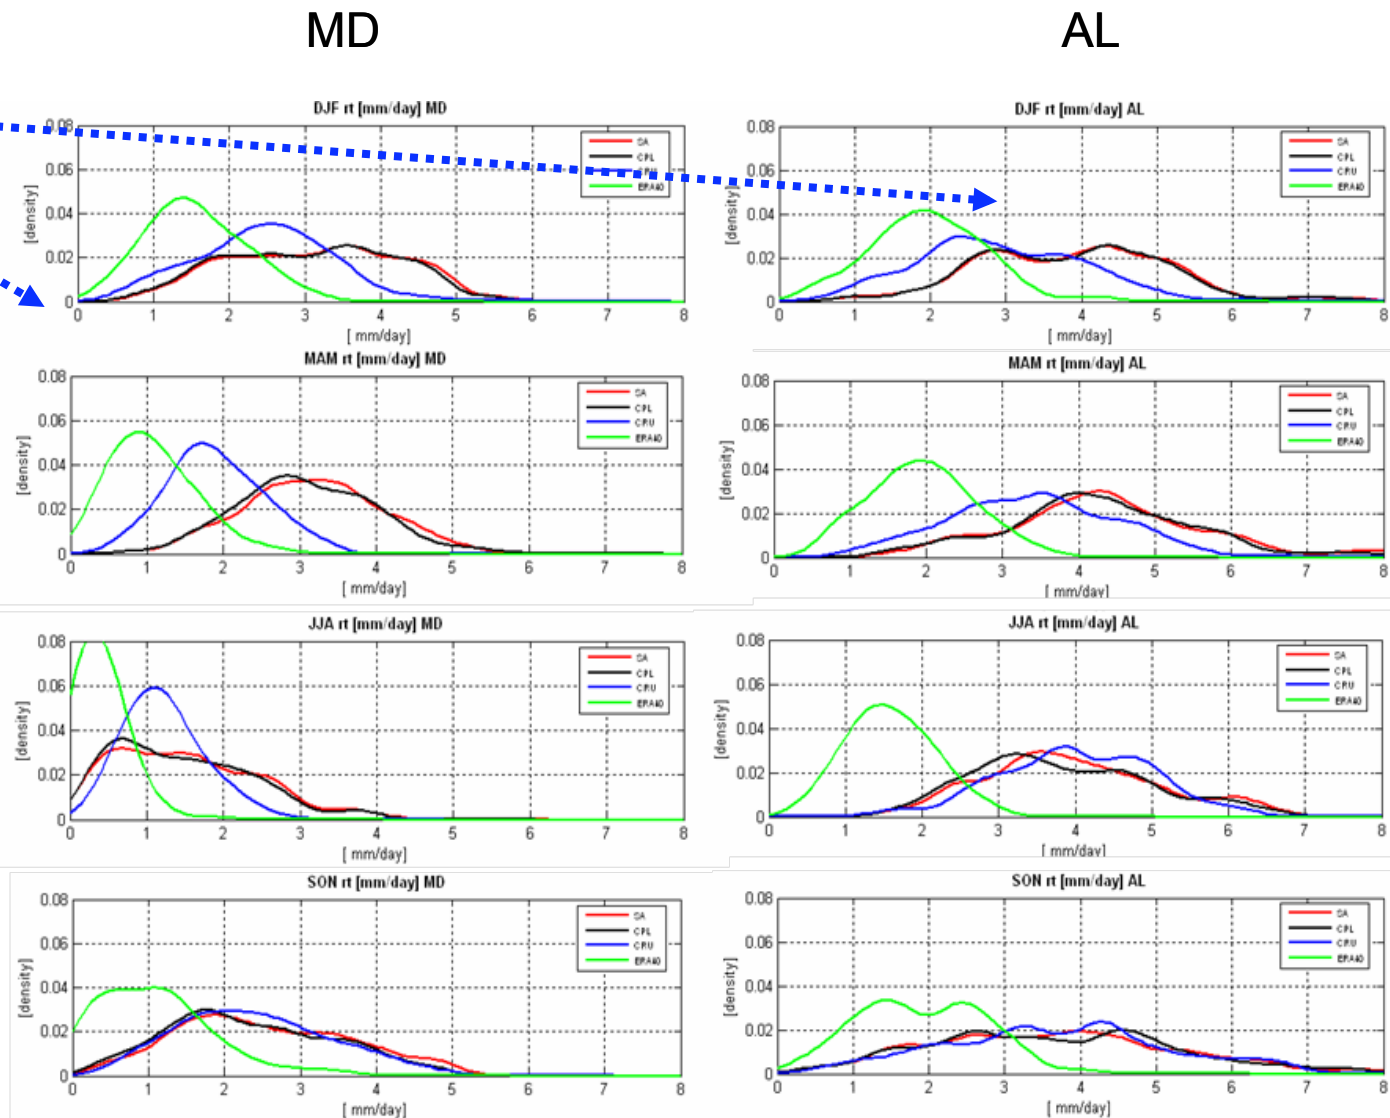 MD
AL
DJF rt [mm/day] MD
0.08
0.06
0.04
0.02
0
[density]
SA
CPL
CRU
ERA40
0 1 2 3 4 5 6 7 8
[ mm/day]
DJF rt [mm/day] AL
0.08
0.06
0.04
0.02
0
[density]
SA
CPL
CRU
ERA40
0 1 2 3 4 5 6 7 8
[ mm/day]
MAM rt [mm/day] MD
0.08
0.06
0.04
0.02
0
[density]
SA
CPL
CRU
ERA40
0 1 2 3 4 5 6 7 8
[ mm/day]
MAM rt [mm/day] AL
0.08
0.06
0.04
0.02
0
[density]
SA
CPL
CRU
ERA40
0 1 2 3 4 5 6 7 8
[ mm/day]
JJA rt [mm/day] MD
0.08
0.06
0.04
0.02
0
[density]
SA
CPL
CRU
ERA40
0 1 2 3 4 5 6 7 8
[ mm/day]
JJA rt [mm/day] AL
0.08
0.06
0.04
0.02
0
[density]
SA
CPL
CRU
ERA40
0 1 2 3 4 5 6 7 8
[ mm/day]
SON rt [mm/day] MD
0.08
0.06
0.04
0.02
0
[density]
SA
CPL
CRU
ERA40
0 1 2 3 4 5 6 7 8
[ mm/day]
SON rt [mm/day] AL
0.08
0.06
0.04
0.02
0
[density]
SA
CPL
CRU
ERA40
0 1 2 3 4 5 6 7 8
[ mm/day]